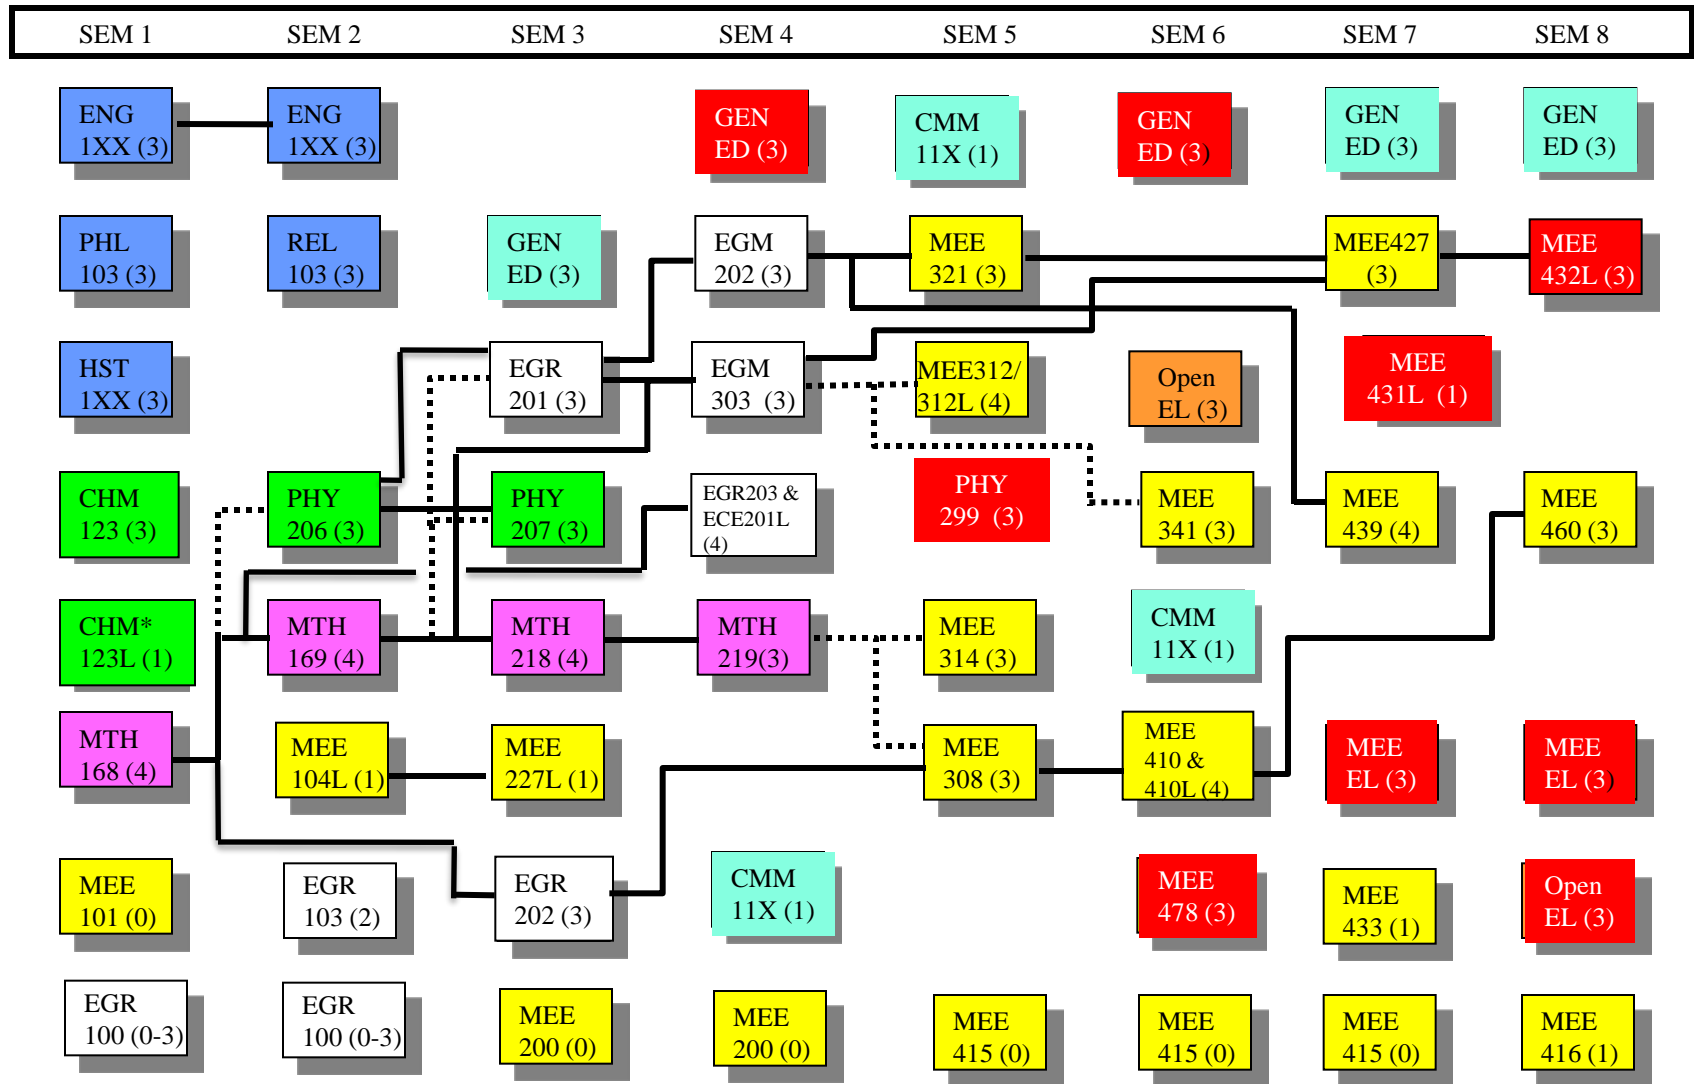 SEM 1 SEM 2 SEM 3 SEM 4 SEM 5 SEM 6 SEM 7 SEM 8
ENG
1XX (3)
ENG
1XX (3)
GEN
ED (3)
CMM
11X (1)
GEN
ED (3)
GEN
ED (3)
GEN
ED (3)
PHL
103 (3)
REL
103 (3)
GEN
ED (3)
EGM
202 (3)
MEE
321 (3)
MEE427
(3)
MEE
432L (3)
HST
1XX (3)
EGR
201 (3)
EGM
303 (3)
MEE312/
312L (4)
Open
EL (3)
MEE
431L (1)
CHM
123 (3)
PHY
206 (3)
PHY
207 (3)
EGR203 &
ECE201L
(4)
PHY
299 (3)
MEE
341 (3)
MEE
439 (4)
MEE
460 (3)
CHM*
123L (1)
MTH
169 (4)
MTH
218 (4)
MTH
219(3)
MEE
314 (3)
CMM
11X (1)
MTH
168 (4)
MEE
104L (1)
MEE
227L (1)
MEE
308 (3)
MEE
410 &
410L (4)
MEE
EL (3)
MEE
EL (3)
MEE
101 (0)
EGR
103 (2)
EGR
202 (3)
CMM
11X (1)
MEE
478 (3)
MEE
433 (1)
Open
EL (3)
EGR
100 (0-3)
EGR
100 (0-3)
MEE
200 (0)
MEE
200 (0)
MEE
415 (0)
MEE
415 (0)
MEE
415 (0)
MEE
416 (1)